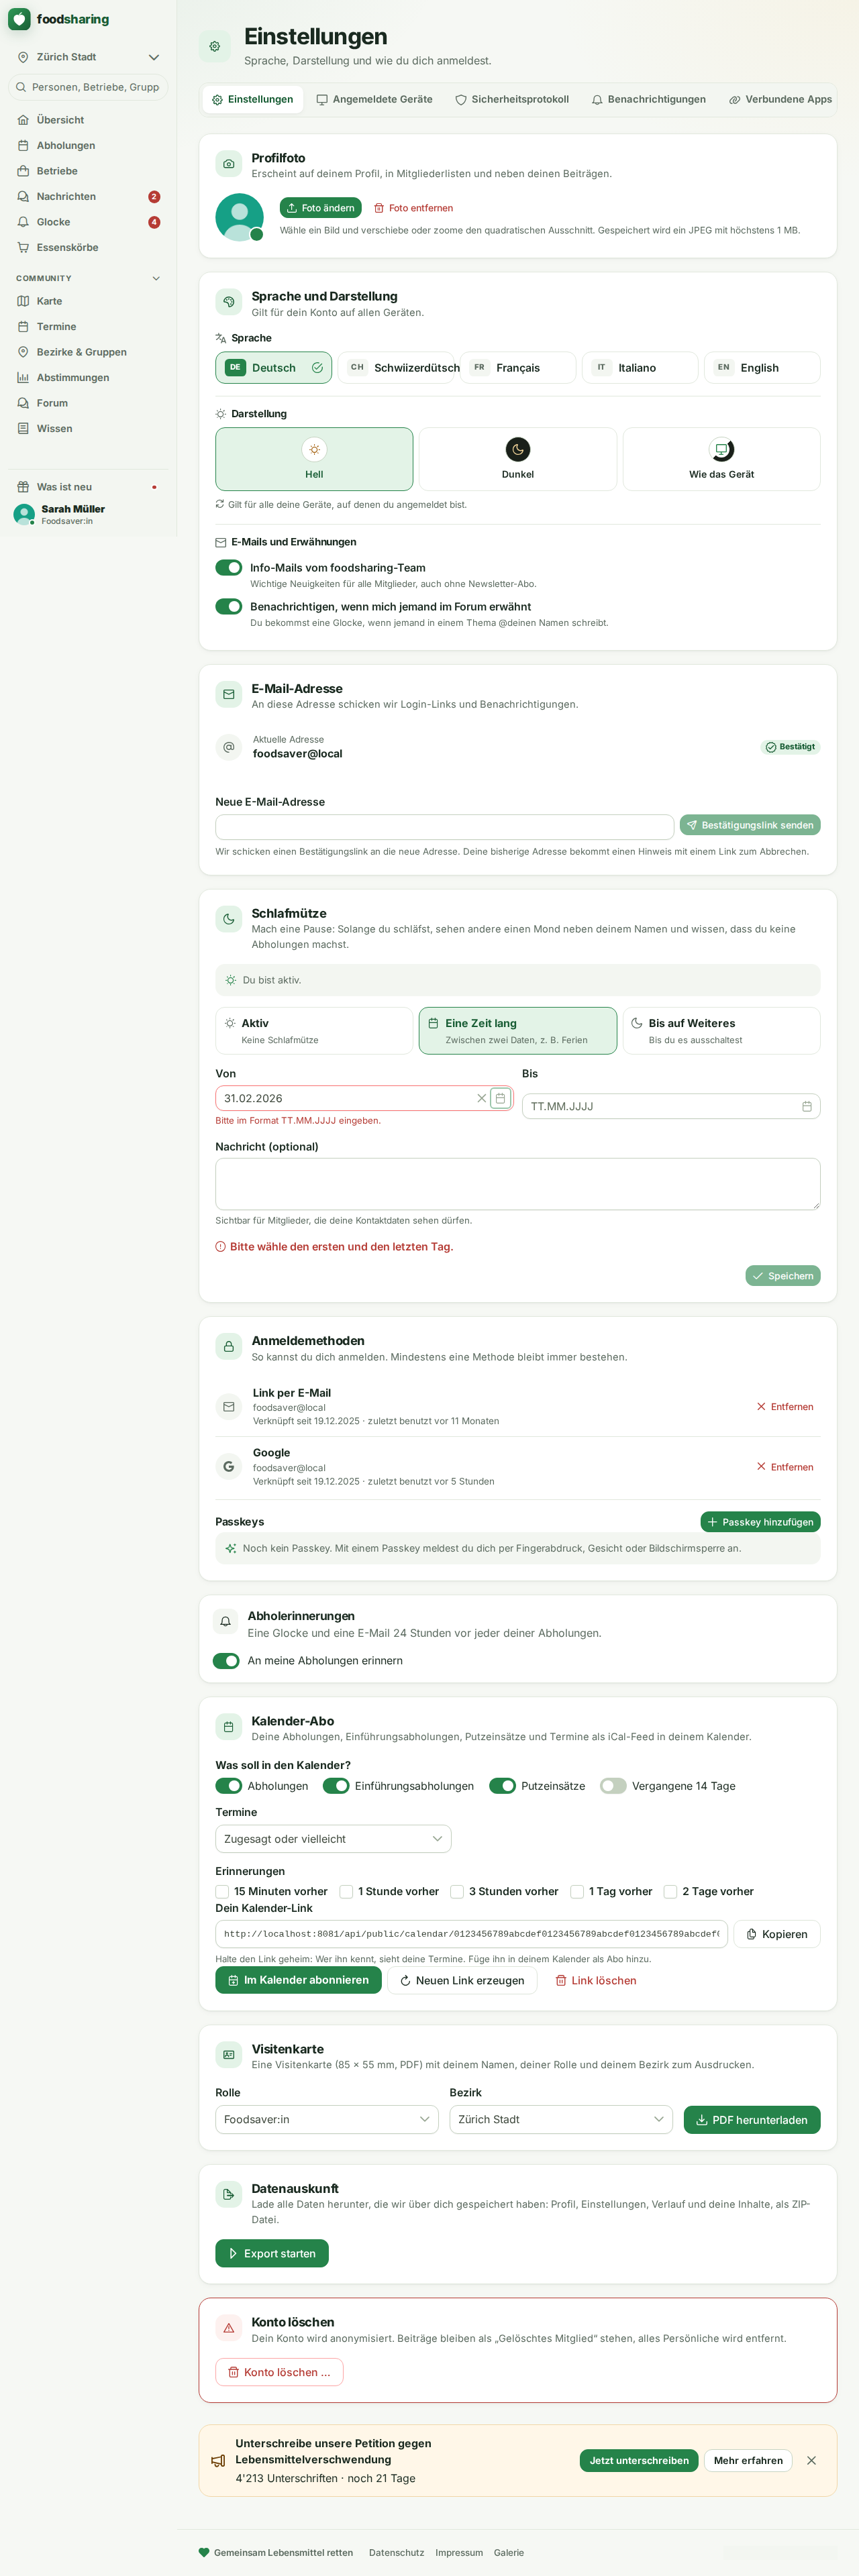 foodsharing
Zürich Stadt
Personen, Betriebe, Grupp
Übersicht
Abholungen
Betriebe
Nachrichten 2
Glocke 4
Essenskörbe
COMMUNITY
Karte
Termine
Bezirke & Gruppen
Abstimmungen
Forum
Wissen
Was ist neu
Sarah Müller
Foodsaver:in
Einstellungen
Sprache, Darstellung und wie du dich anmeldest.
Einstellungen Angemeldete Geräte Sicherheitsprotokoll Benachrichtigungen Verbundene Apps
Profilfoto
Erscheint auf deinem Profil, in Mitgliederlisten und neben deinen Beiträgen.
Foto ändern Foto entfernen
Wähle ein Bild und verschiebe oder zoome den quadratischen Ausschnitt. Gespeichert wird ein JPEG mit höchstens 1 MB.
Sprache und Darstellung
Gilt für dein Konto auf allen Geräten.
Sprache
DE Deutsch CH Schwiizerdütsch FR Français IT Italiano EN English
Darstellung
Hell Dunkel Wie das Gerät
Gilt für alle deine Geräte, auf denen du angemeldet bist.
E-Mails und Erwähnungen
Info-Mails vom foodsharing-Team
Wichtige Neuigkeiten für alle Mitglieder, auch ohne Newsletter-Abo.
Benachrichtigen, wenn mich jemand im Forum erwähnt
Du bekommst eine Glocke, wenn jemand in einem Thema @deinen Namen schreibt.
E-Mail-Adresse
An diese Adresse schicken wir Login-Links und Benachrichtigungen.
Aktuelle Adresse
foodsaver@local
Bestätigt
Neue E-Mail-Adresse
Bestätigungslink senden
Wir schicken einen Bestätigungslink an die neue Adresse. Deine bisherige Adresse bekommt einen Hinweis mit einem Link zum Abbrechen.
Schlafmütze
Mach eine Pause: Solange du schläfst, sehen andere einen Mond neben deinem Namen und wissen, dass du keine
Abholungen machst.
Du bist aktiv.
Aktiv Eine Zeit lang Bis auf Weiteres
Keine Schlafmütze Zwischen zwei Daten, z. B. Ferien Bis du es ausschaltest
Von Bis
31.02.2026 TT.MM.JJJJ
Bitte im Format TT.MM.JJJJ eingeben.
Nachricht (optional)
Sichtbar für Mitglieder, die deine Kontaktdaten sehen dürfen.
Bitte wähle den ersten und den letzten Tag.
Speichern
Anmeldemethoden
So kannst du dich anmelden. Mindestens eine Methode bleibt immer bestehen.
Link per E-Mail
foodsaver@local
Verknüpft seit 19.12.2025 · zuletzt benutzt vor 11 Monaten
Entfernen
Google
foodsaver@local
Verknüpft seit 19.12.2025 · zuletzt benutzt vor 5 Stunden
Entfernen
Passkeys Passkey hinzufügen
Noch kein Passkey. Mit einem Passkey meldest du dich per Fingerabdruck, Gesicht oder Bildschirmsperre an.
Abholerinnerungen
Eine Glocke und eine E-Mail 24 Stunden vor jeder deiner Abholungen.
An meine Abholungen erinnern
Kalender-Abo
Deine Abholungen, Einführungsabholungen, Putzeinsätze und Termine als iCal-Feed in deinem Kalender.
Was soll in den Kalender?
Abholungen Einführungsabholungen Putzeinsätze Vergangene 14 Tage
Termine
Zugesagt oder vielleicht
Erinnerungen
15 Minuten vorher 1 Stunde vorher 3 Stunden vorher 1 Tag vorher 2 Tage vorher
Dein Kalender-Link
http://localhost:8081/api/public/calendar/0123456789abcdef0123456789abcdef0123456789abcdef0 Kopieren
Halte den Link geheim: Wer ihn kennt, sieht deine Termine. Füge ihn in deinem Kalender als Abo hinzu.
Im Kalender abonnieren Neuen Link erzeugen Link löschen
Visitenkarte
Eine Visitenkarte (85 × 55 mm, PDF) mit deinem Namen, deiner Rolle und deinem Bezirk zum Ausdrucken.
Rolle Bezirk
Foodsaver:in Zürich Stadt PDF herunterladen
Datenauskunft
Lade alle Daten herunter, die wir über dich gespeichert haben: Profil, Einstellungen, Verlauf und deine Inhalte, als ZIP-
Datei.
Export starten
Konto löschen
Dein Konto wird anonymisiert. Beiträge bleiben als „Gelöschtes Mitglied“ stehen, alles Persönliche wird entfernt.
Konto löschen …
Unterschreibe unsere Petition gegen
Lebensmittelverschwendung
4'213 Unterschriften · noch 21 Tage
Jetzt unterschreiben Mehr erfahren
Gemeinsam Lebensmittel retten Datenschutz Impressum Galerie